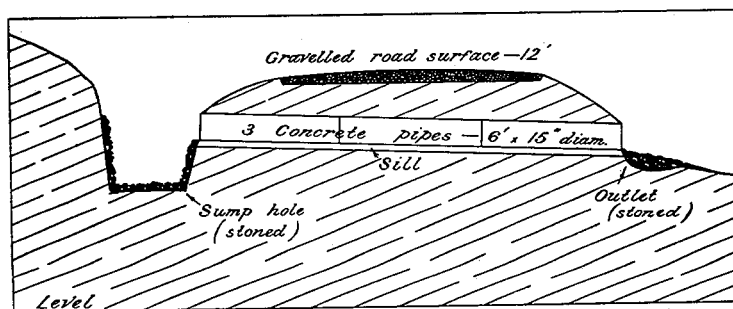 Gravelled road surface—12'
3 Concrete pipes — 6' x 15" diam.
Sill
Sump hole
(stoned)
Outlet
(stoned)
Level